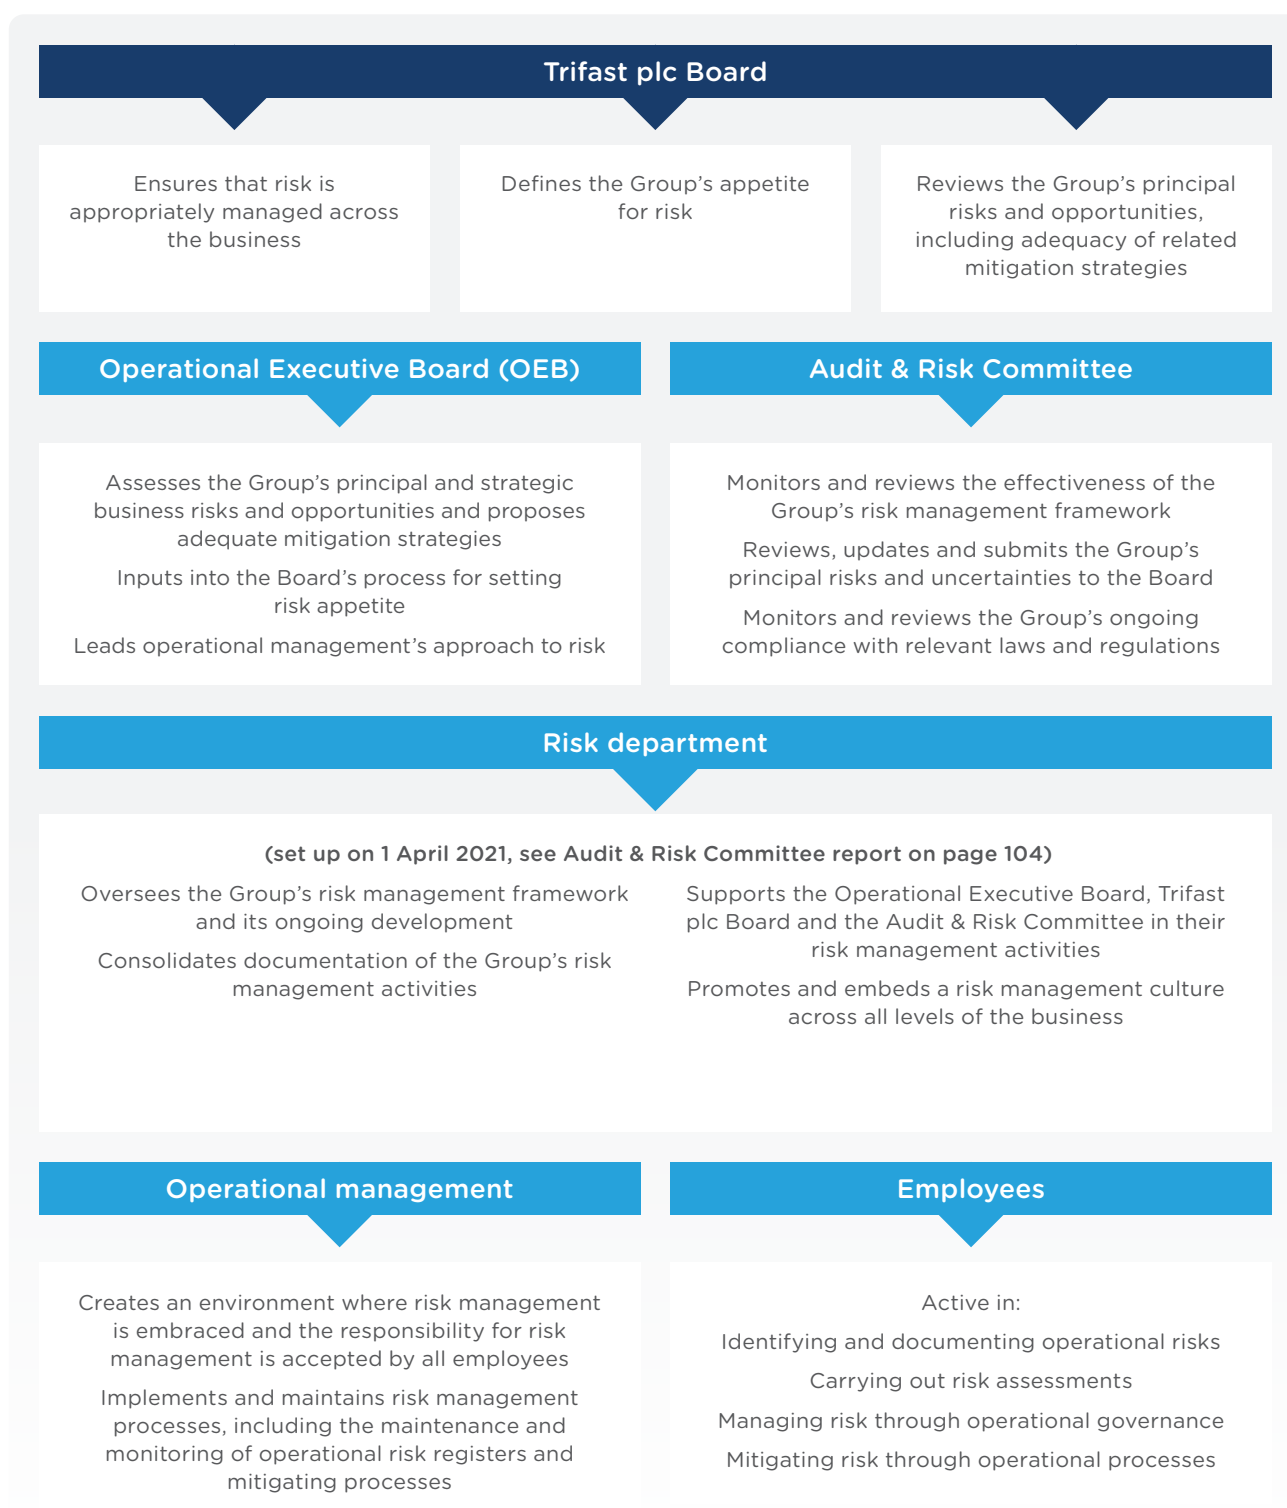 Trifast plc Board
Ensures that risk is
appropriately managed across
the business
Defines the Group’s appetite
for risk
Reviews the Group’s principal
risks and opportunities,
including adequacy of related
mitigation strategies
Operational Executive Board (OEB)
Assesses the Group’s principal and strategic
business risks and opportunities and proposes
adequate mitigation strategies
Inputs into the Board’s process for setting
risk appetite
Leads operational management’s approach to risk
Audit & Risk Committee
Monitors and reviews the effectiveness of the
Group’s risk management framework
Reviews, updates and submits the Group’s
principal risks and uncertainties to the Board
Monitors and reviews the Group’s ongoing
compliance with relevant laws and regulations
Risk department
(set up on 1 April 2021, see Audit & Risk Committee report on page 104)
Oversees the Group’s risk management framework
and its ongoing development
Consolidates documentation of the Group’s risk
management activities
Supports the Operational Executive Board, Trifast
plc Board and the Audit & Risk Committee in their
risk management activities
Promotes and embeds a risk management culture
across all levels of the business
Operational management
Creates an environment where risk management
is embraced and the responsibility for risk
management is accepted by all employees
Implements and maintains risk management
processes, including the maintenance and
monitoring of operational risk registers and
mitigating processes
Employees
Active in:
Identifying and documenting operational risks
Carrying out risk assessments
Managing risk through operational governance
Mitigating risk through operational processes